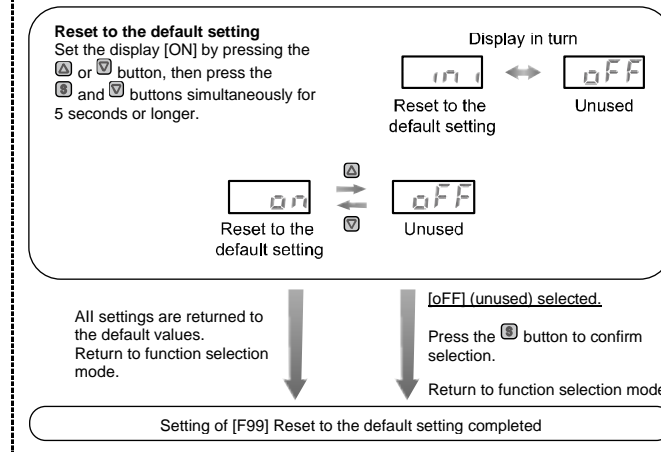 Reset to the default setting
Set the display [ON] by pressing the
or button, then press the
S and buttons simultaneously for
5 seconds or longer.
Display in turn
ini
oFF
Reset to the
default setting
Unused
on
oFF
Reset to the
default setting
Unused
All settings are returned to
the default values.
Return to function selection
mode.
[oFF] (unused) selected.
Press the S button to confirm
selection.
Return to function selection mode
Setting of [F99] Reset to the default setting completed